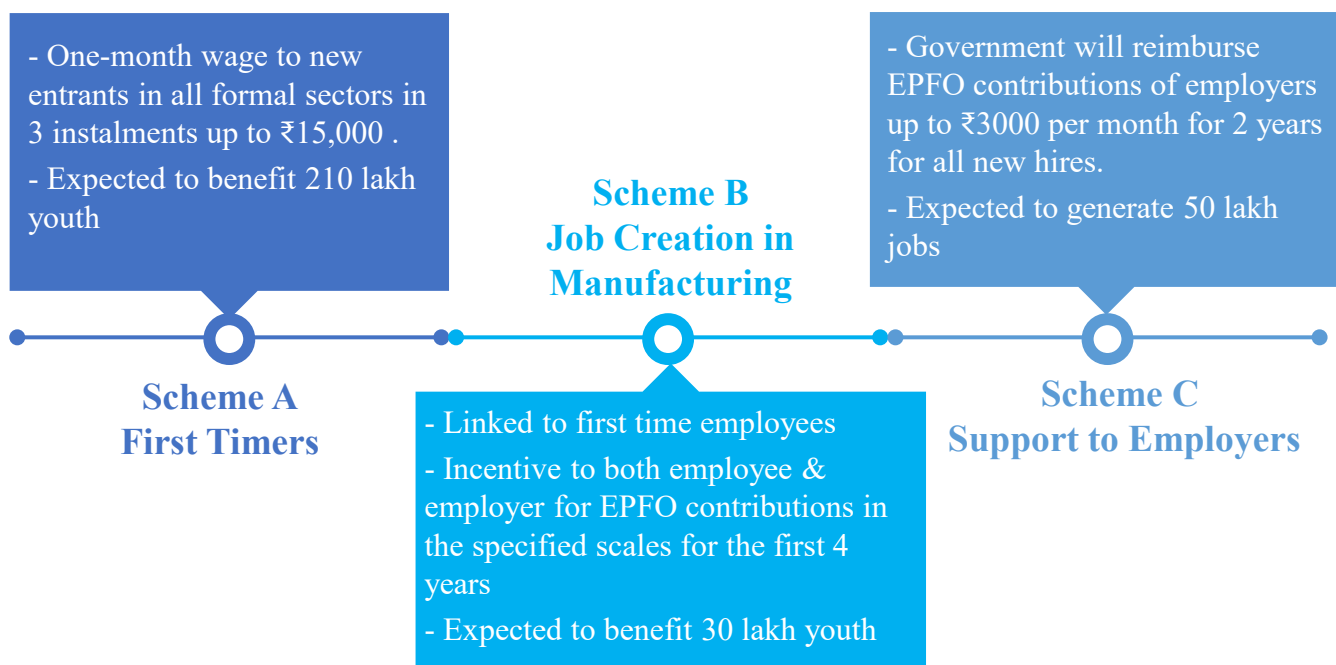 - One-month wage to new
entrants in all formal sectors in
3 instalments up to ₹15,000 .
- Expected to benefit 210 lakh
youth
Scheme A
First Timers
Scheme B
Job Creation in
Manufacturing
- Linked to first time employees
- Incentive to both employee &
employer for EPFO contributions in
the specified scales for the first 4
years
- Expected to benefit 30 lakh youth
- Government will reimburse
EPFO contributions of employers
up to ₹3000 per month for 2 years
for all new hires.
- Expected to generate 50 lakh
jobs
Scheme C
Support to Employers